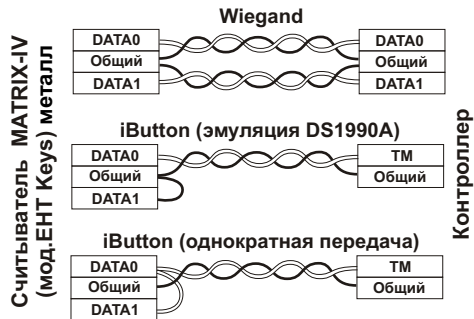 Считыватель MATRIX-IV
(мод.EHT Keys) металл
Wiegand
DATA0
Общий
DATA1
DATA0
Общий
DATA1
iButton (эмуляция DS1990A)
DATA0
Общий
DATA1
TM
Общий
iButton (однократная передача)
DATA0
Общий
DATA1
TM
Общий
Контроллер